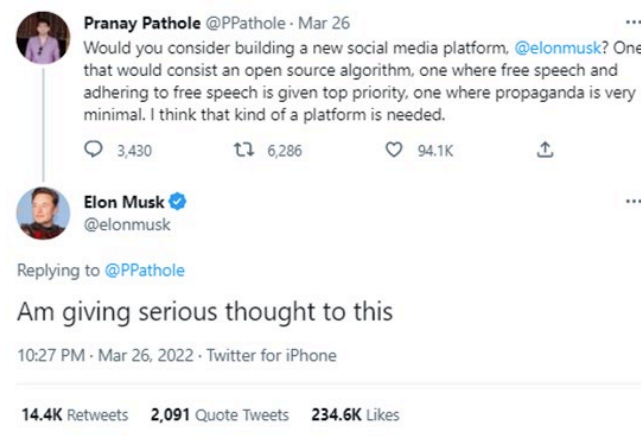 Pranay Pathole @PPathole · Mar 26
Would you consider building a new social media platform, @elonmusk? One
that would consist an open source algorithm, one where free speech and
adhering to free speech is given top priority, one where propaganda is very
minimal. I think that kind of a platform is needed.
3,430 6,286 94.1K
Elon Musk
@elonmusk
Replying to @PPathole
Am giving serious thought to this
10:27 PM · Mar 26, 2022 · Twitter for iPhone
14.4K Retweets 2,091 Quote Tweets 234.6K Likes